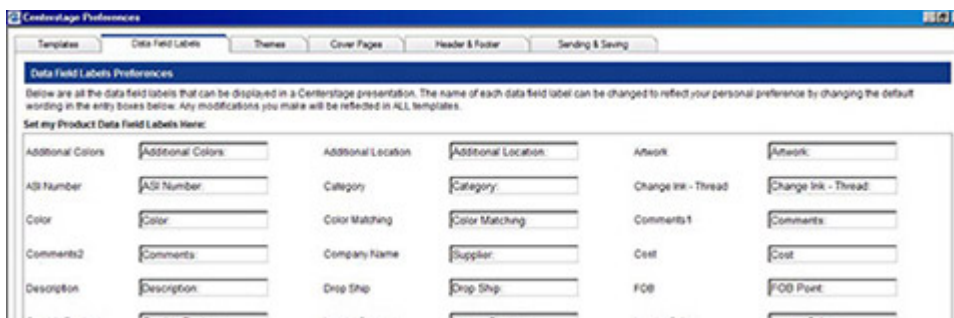 Centerstage Preferences
Templates Data Field Labels Themes Cover Pages Header & Footer Sending & Saving
Data Field Labels Preferences
Below are all the data field labels that can be displayed in a Centerstage presentation. The name of each data field label can be changed to reflect your personal preference by changing the default
wording in the entry boxes below. Any modifications you make will be reflected in ALL templates.
Set my Product Data Field Labels Here:
Additional Colors Additional Colors: Additional Location Additional Location: Artwork Artwork:
ASI Number ASI Number: Category Category: Change Ink - Thread Change Ink - Thread:
Color Color: Color Matching Color Matching: Comments1 Comments:
Comments2 Comments: Company Name Supplier: Cost Cost
Description Description: Drop Ship Drop Ship: FOB FOB Point: